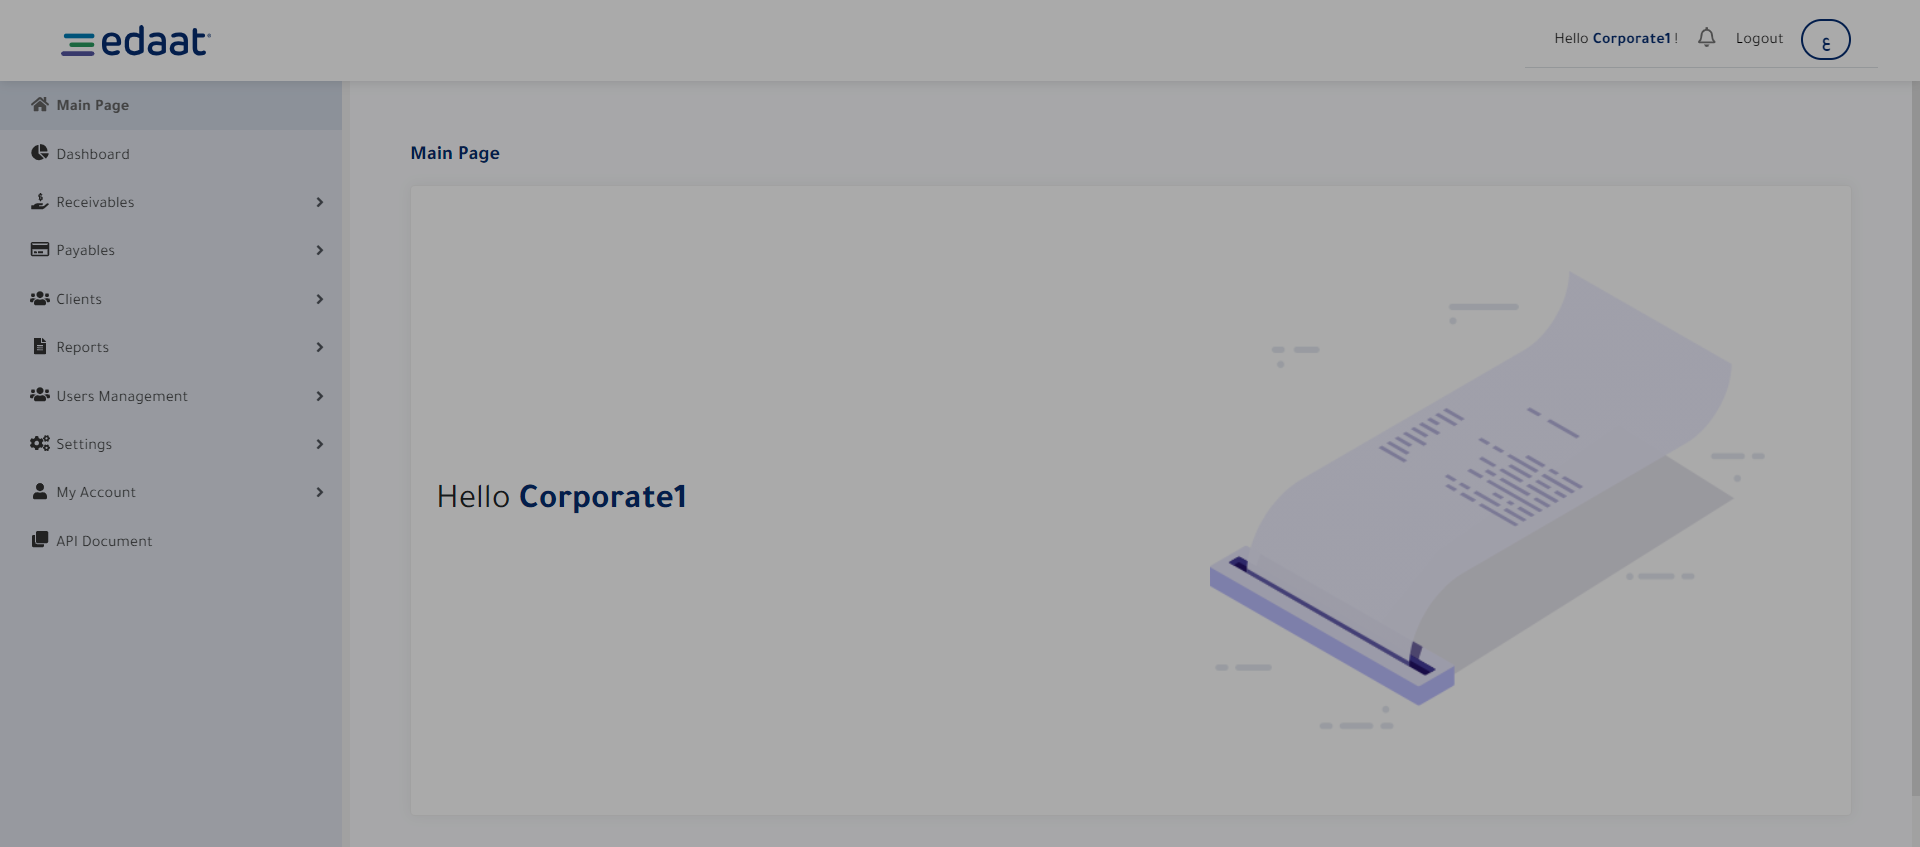 edaat
Hello Corporate1 !
Logout
ع
Main Page
Dashboard
Receivables
Payables
Clients
Reports
Users Management
Settings
My Account
API Document
Main Page
Hello Corporate1